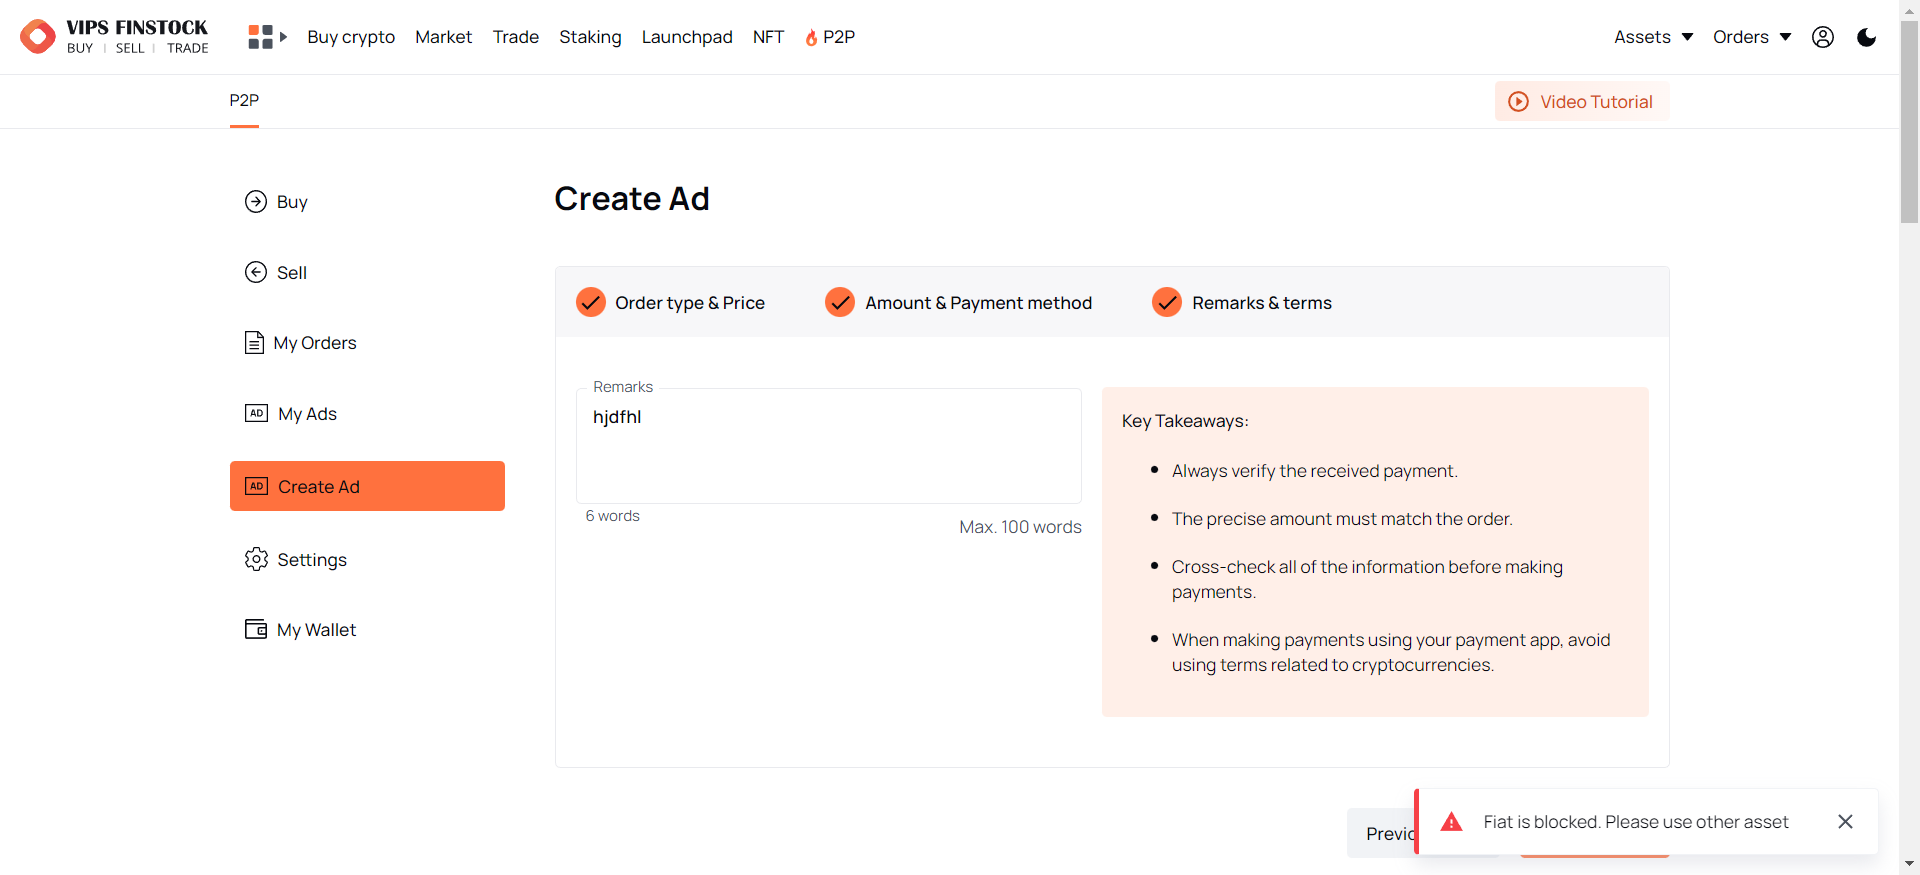 VIPS FINSTOCK
BUY | SELL | TRADE
Buy crypto Market Trade Staking Launchpad NFT P2P
Assets Orders
P2P
Video Tutorial
Buy
Sell
My Orders
AD My Ads
AD Create Ad
Settings
My Wallet
Create Ad
Order type & Price Amount & Payment method Remarks & terms
Remarks
hjdfhl
6 words
Max. 100 words
Key Takeaways:
Always verify the received payment.
The precise amount must match the order.
Cross-check all of the information before making
payments.
When making payments using your payment app, avoid
using terms related to cryptocurrencies.
Previo
Fiat is blocked. Please use other asset